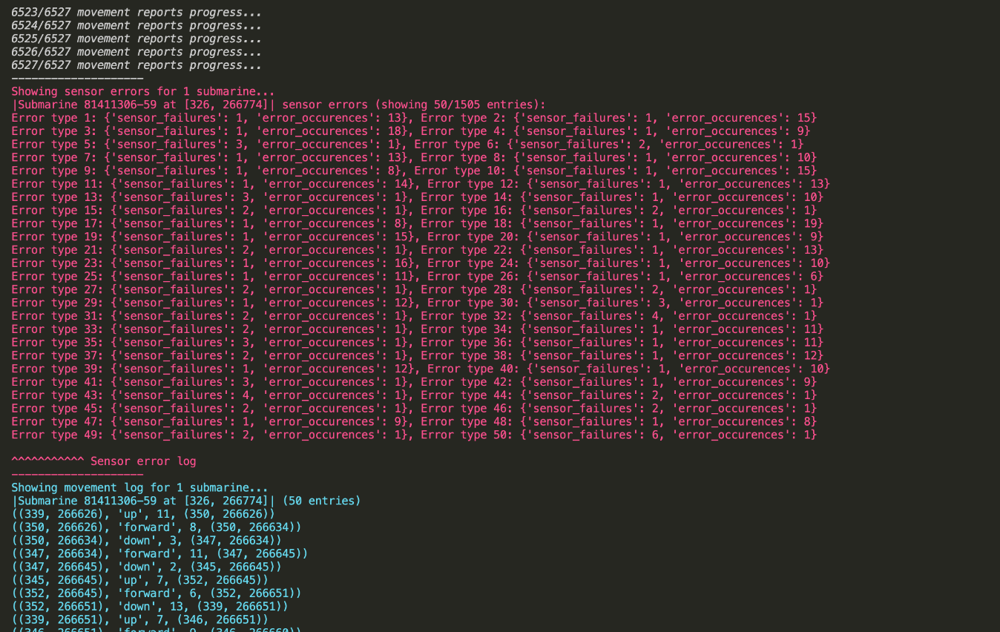 6523/6527 movement reports progress...
6524/6527 movement reports progress...
6525/6527 movement reports progress...
6526/6527 movement reports progress...
6527/6527 movement reports progress...
--------------------
Showing sensor errors for 1 submarine...
|Submarine 81411306-59 at [326, 266774]| sensor errors (showing 50/1505 entries):
Error type 1: {'sensor_failures': 1, 'error_occurences': 13}, Error type 2: {'sensor_failures': 1, 'error_occurences': 15}
Error type 3: {'sensor_failures': 1, 'error_occurences': 18}, Error type 4: {'sensor_failures': 1, 'error_occurences': 9}
Error type 5: {'sensor_failures': 3, 'error_occurences': 1}, Error type 6: {'sensor_failures': 2, 'error_occurences': 1}
Error type 7: {'sensor_failures': 1, 'error_occurences': 13}, Error type 8: {'sensor_failures': 1, 'error_occurences': 10}
Error type 9: {'sensor_failures': 1, 'error_occurences': 8}, Error type 10: {'sensor_failures': 1, 'error_occurences': 15}
Error type 11: {'sensor_failures': 1, 'error_occurences': 14}, Error type 12: {'sensor_failures': 1, 'error_occurences': 13}
Error type 13: {'sensor_failures': 3, 'error_occurences': 1}, Error type 14: {'sensor_failures': 1, 'error_occurences': 10}
Error type 15: {'sensor_failures': 2, 'error_occurences': 1}, Error type 16: {'sensor_failures': 2, 'error_occurences': 1}
Error type 17: {'sensor_failures': 1, 'error_occurences': 8}, Error type 18: {'sensor_failures': 1, 'error_occurences': 19}
Error type 19: {'sensor_failures': 1, 'error_occurences': 15}, Error type 20: {'sensor_failures': 1, 'error_occurences': 9}
Error type 21: {'sensor_failures': 2, 'error_occurences': 1}, Error type 22: {'sensor_failures': 1, 'error_occurences': 13}
Error type 23: {'sensor_failures': 1, 'error_occurences': 16}, Error type 24: {'sensor_failures': 1, 'error_occurences': 10}
Error type 25: {'sensor_failures': 1, 'error_occurences': 11}, Error type 26: {'sensor_failures': 1, 'error_occurences': 6}
Error type 27: {'sensor_failures': 2, 'error_occurences': 1}, Error type 28: {'sensor_failures': 2, 'error_occurences': 1}
Error type 29: {'sensor_failures': 1, 'error_occurences': 12}, Error type 30: {'sensor_failures': 3, 'error_occurences': 1}
Error type 31: {'sensor_failures': 2, 'error_occurences': 1}, Error type 32: {'sensor_failures': 4, 'error_occurences': 1}
Error type 33: {'sensor_failures': 2, 'error_occurences': 1}, Error type 34: {'sensor_failures': 1, 'error_occurences': 11}
Error type 35: {'sensor_failures': 3, 'error_occurences': 1}, Error type 36: {'sensor_failures': 1, 'error_occurences': 11}
Error type 37: {'sensor_failures': 2, 'error_occurences': 1}, Error type 38: {'sensor_failures': 1, 'error_occurences': 12}
Error type 39: {'sensor_failures': 1, 'error_occurences': 12}, Error type 40: {'sensor_failures': 1, 'error_occurences': 10}
Error type 41: {'sensor_failures': 3, 'error_occurences': 1}, Error type 42: {'sensor_failures': 1, 'error_occurences': 9}
Error type 43: {'sensor_failures': 4, 'error_occurences': 1}, Error type 44: {'sensor_failures': 2, 'error_occurences': 1}
Error type 45: {'sensor_failures': 2, 'error_occurences': 1}, Error type 46: {'sensor_failures': 2, 'error_occurences': 1}
Error type 47: {'sensor_failures': 1, 'error_occurences': 9}, Error type 48: {'sensor_failures': 1, 'error_occurences': 8}
Error type 49: {'sensor_failures': 2, 'error_occurences': 1}, Error type 50: {'sensor_failures': 6, 'error_occurences': 1}
^^^^^^^^^^^ Sensor error log
--------------------
Showing movement log for 1 submarine...
|Submarine 81411306-59 at [326, 266774]| (50 entries)
((339, 266626), 'up', 11, (350, 266626))
((350, 266626), 'forward', 8, (350, 266634))
((350, 266634), 'down', 3, (347, 266634))
((347, 266634), 'forward', 11, (347, 266645))
((347, 266645), 'down', 2, (345, 266645))
((345, 266645), 'up', 7, (352, 266645))
((352, 266645), 'forward', 6, (352, 266651))
((352, 266651), 'down', 13, (339, 266651))
((339, 266651), 'up', 7, (346, 266651))
((346, 266651), 'forward', 9, (346, 266660))